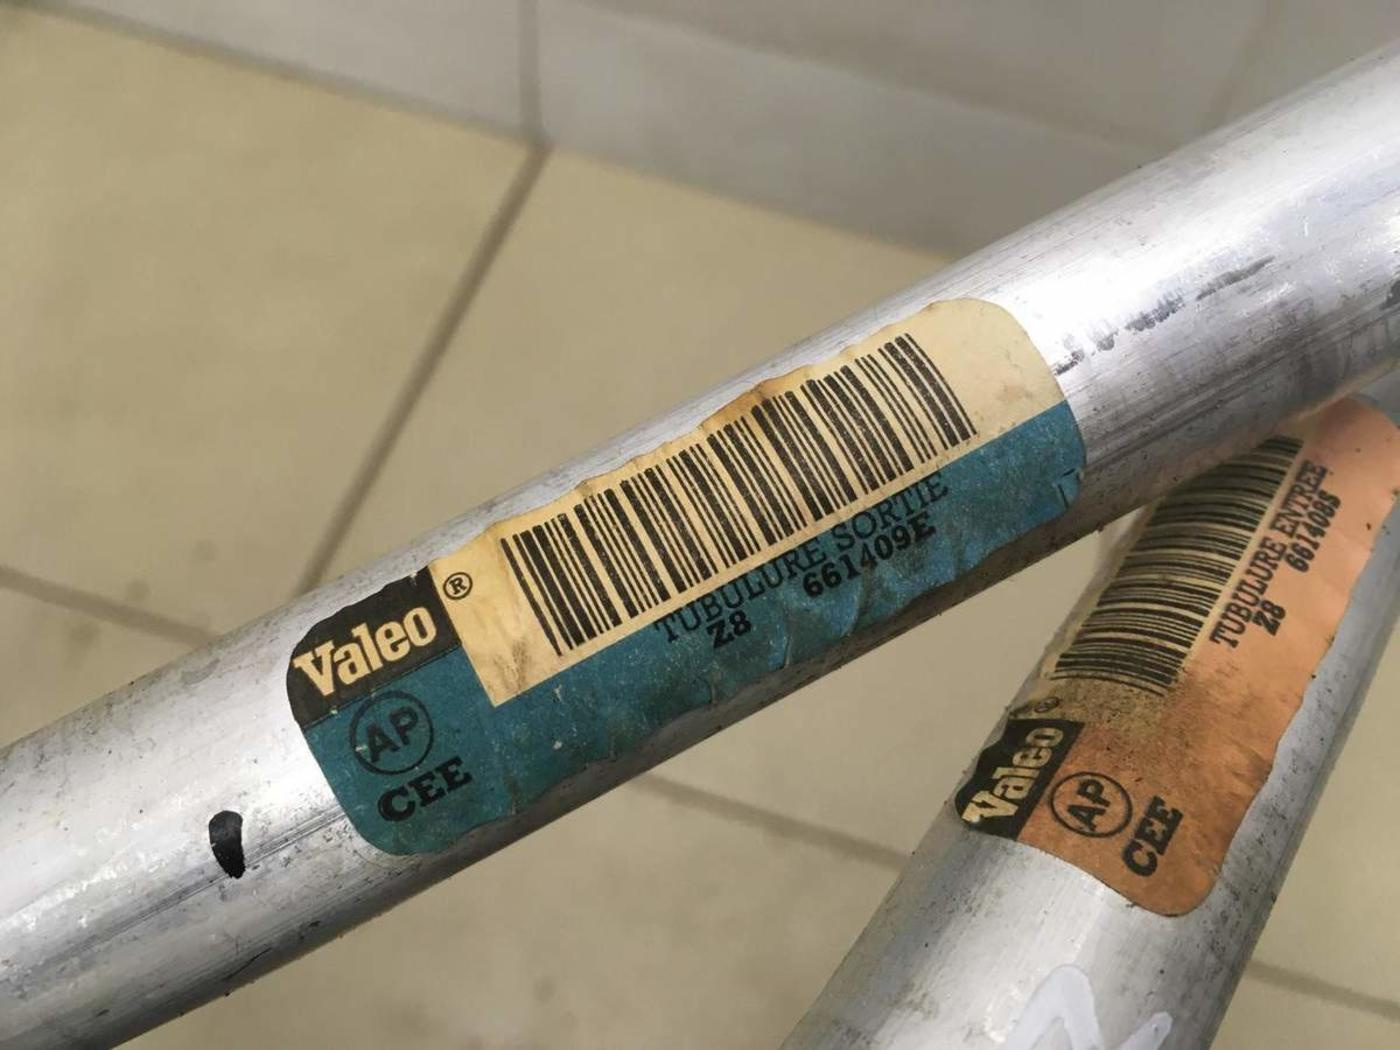 Valeo ®
AP
CEE
TUBULURE SORTIE
Z8 661409E
Valeo ®
AP
CEE
TUBULURE ENTREE
Z8 661408S